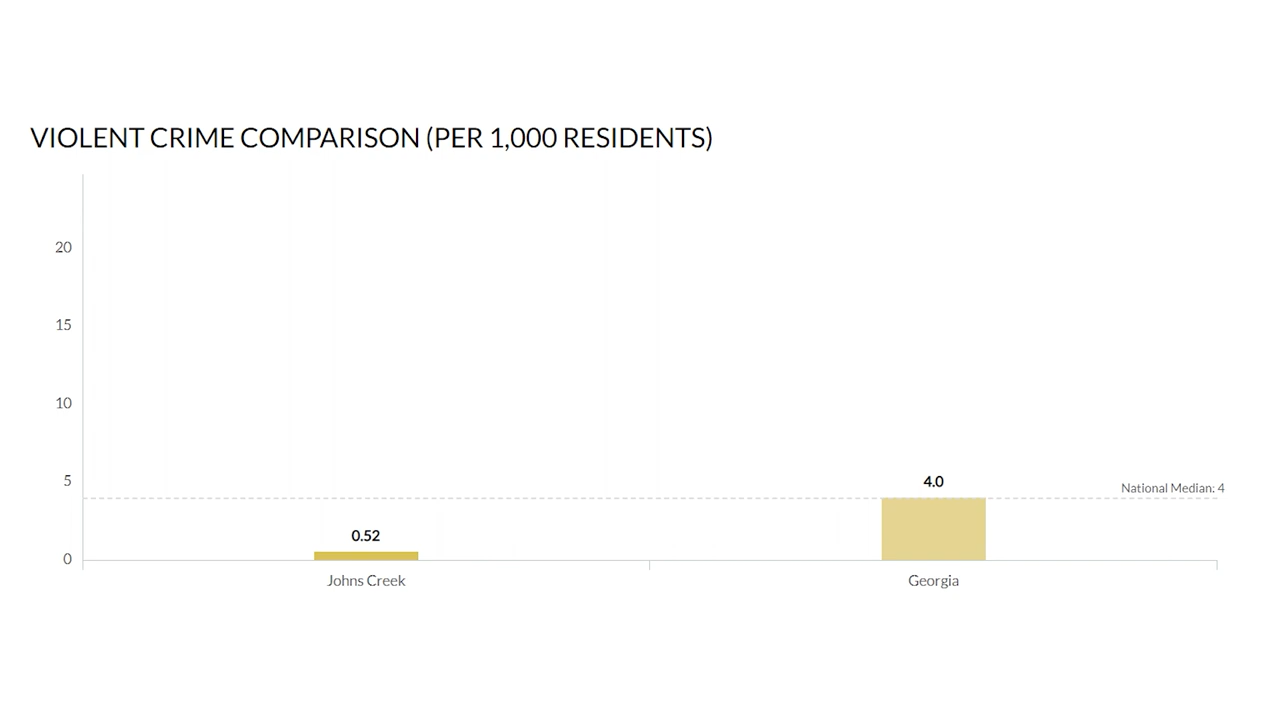 VIOLENT CRIME COMPARISON (PER 1,000 RESIDENTS)
20
15
10
5
0
4.0
National Median: 4
0.52
Johns Creek
Georgia